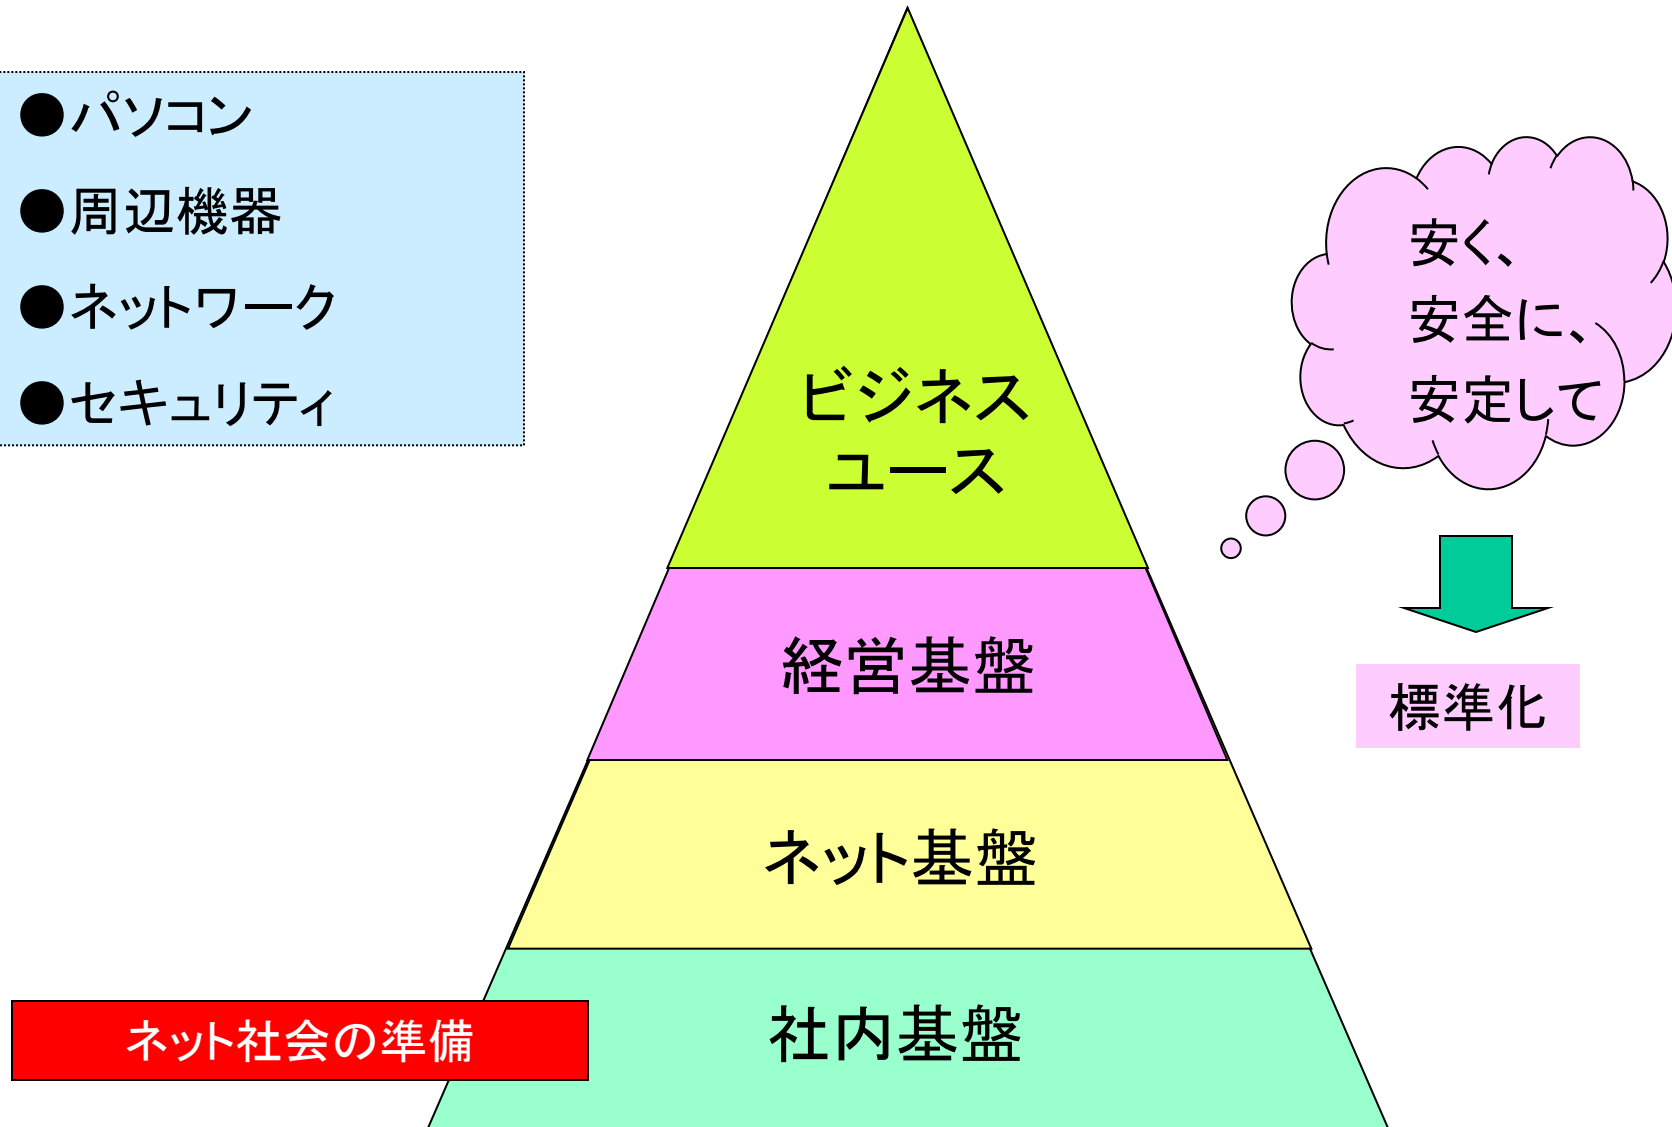 ●パソコン
●周辺機器
●ネットワーク
●セキュリティ
ビジネス
ユース
経営基盤
ネット基盤
社内基盤
安く、
安全に、
安定して
標準化
ネット社会の準備